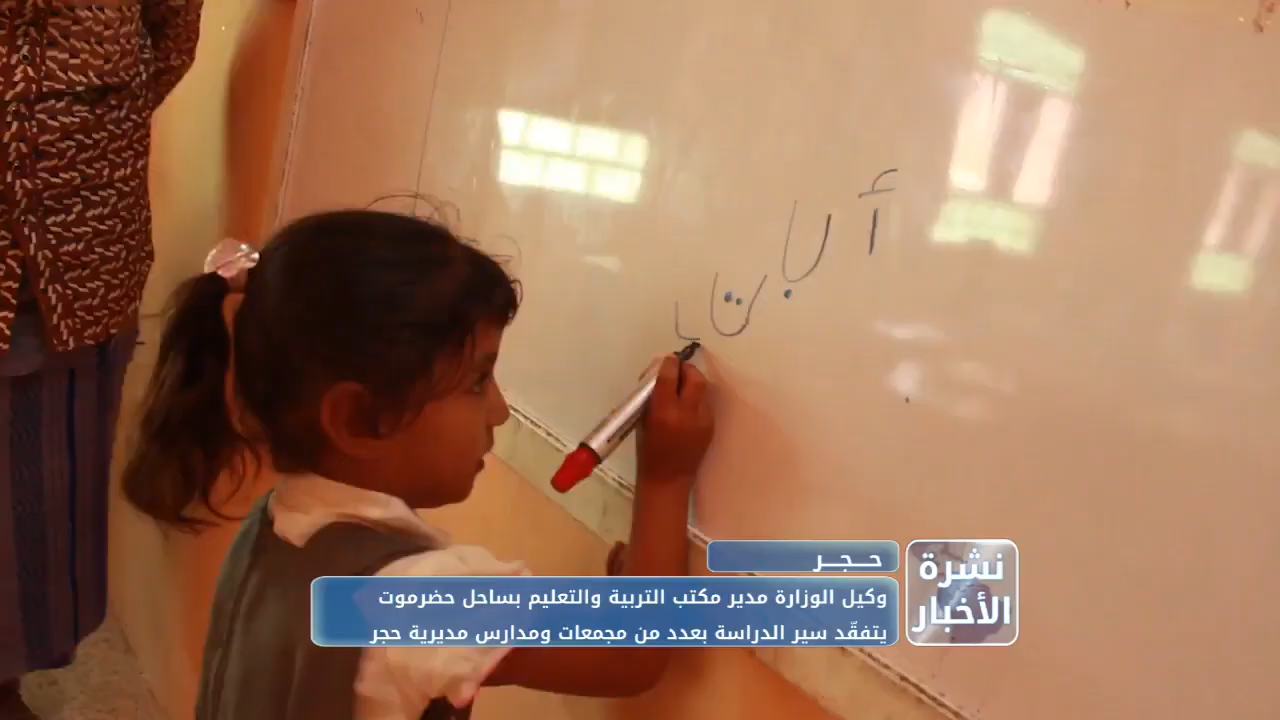 أ ب ت
حـــجـــر
وكيل الوزارة مدير مكتب التربية والتعليم بساحل حضرموت
يتفقّد سير الدراسة بعدد من مجمعات ومدارس مديرية حجر
نشرة
الأخبار